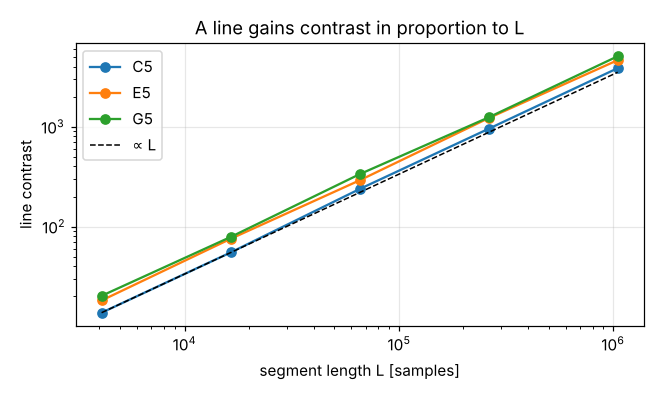 A line gains contrast in proportion to L
C5
E5
G5
∝ L
line contrast
10³
10²
10⁴
10⁵
10⁶
segment length L [samples]